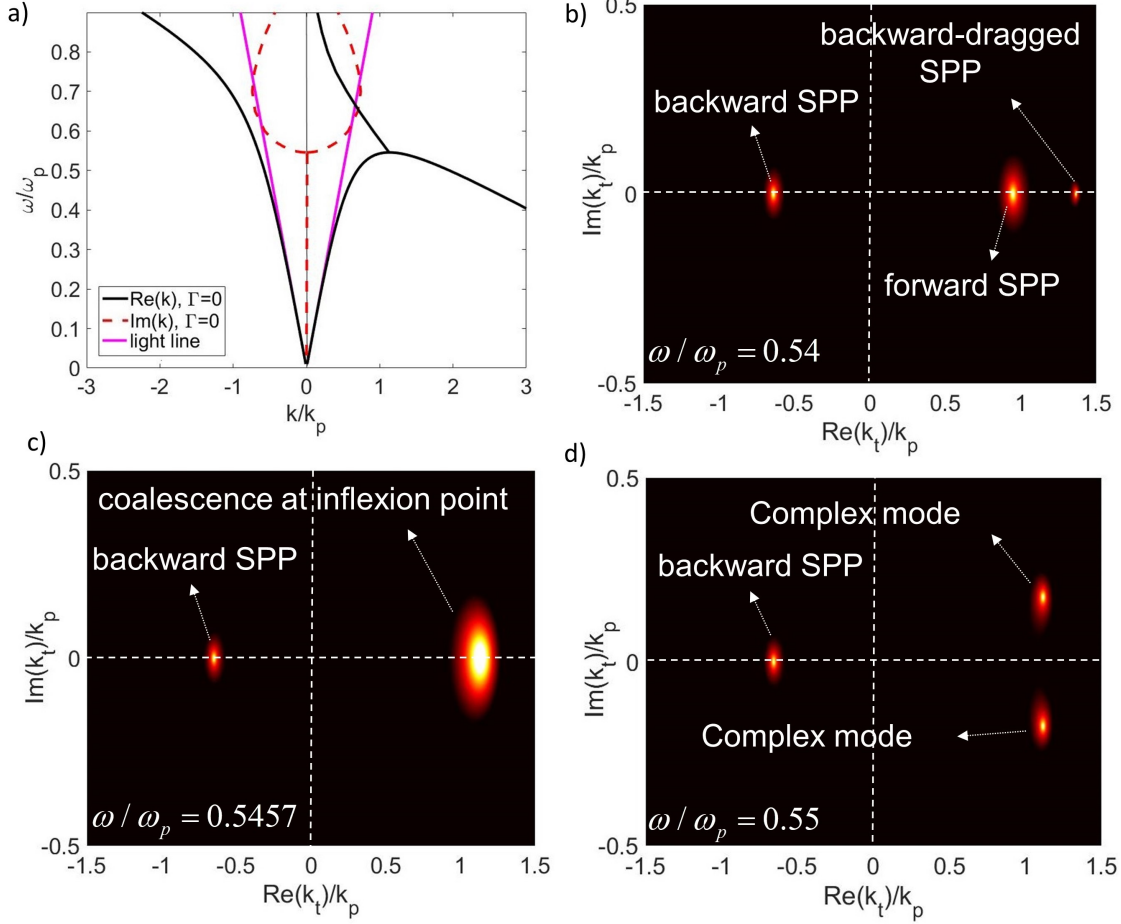 a)
0.8
0.7
0.6
0.5
0.4
0.3
0.2
0.1
0
ω/ω_p
Re(k), Γ=0
Im(k), Γ=0
light line
-3 -2 -1 0 1 2 3
k/k_p
b)
0.5
0
-0.5
Im(k_t)/k_p
backward-dragged
SPP
backward SPP
forward SPP
ω / ω_p = 0.54
-1.5 -1 -0.5 0 0.5 1 1.5
Re(k_t)/k_p
c)
0.5
0
-0.5
Im(k_t)/k_p
coalescence at inflexion point
backward SPP
ω / ω_p = 0.5457
-1.5 -1 -0.5 0 0.5 1 1.5
Re(k_t)/k_p
d)
0.5
0
-0.5
Im(k_t)/k_p
Complex mode
backward SPP
Complex mode
ω / ω_p = 0.55
-1.5 -1 -0.5 0 0.5 1 1.5
Re(k_t)/k_p